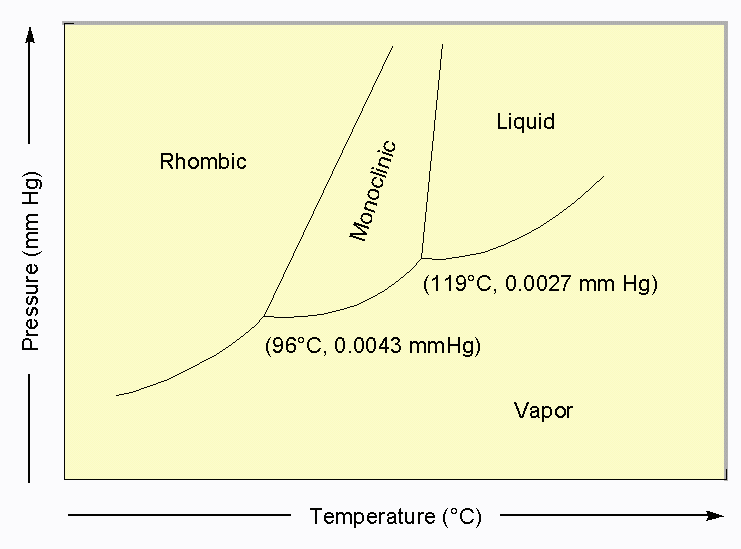 Rhombic
Monoclinic
Liquid
(119°C, 0.0027 mm Hg)
(96°C, 0.0043 mmHg)
Vapor
Pressure (mm Hg)
Temperature (°C)